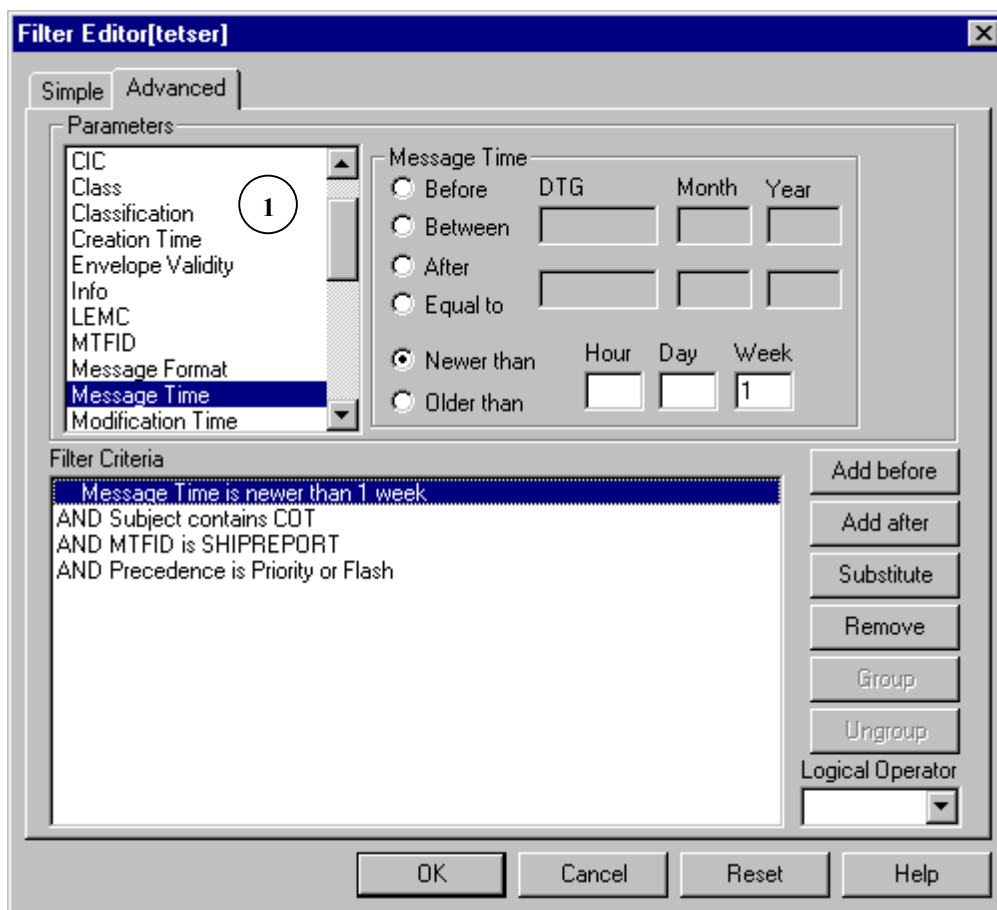 Filter Editor[tetser]
Simple Advanced
Parameters
CIC
Class
Classification
Creation Time
Envelope Validity
Info
LEMC
MTFID
Message Format
Message Time
Modification Time
1
Message Time
Before DTG Month Year
Between
After
Equal to
Newer than Hour Day Week
1
Older than
Filter Criteria
Message Time is newer than 1 week
AND Subject contains COT
AND MTFID is SHIPREPORT
AND Precedence is Priority or Flash
Add before
Add after
Substitute
Remove
Group
Ungroup
Logical Operator
OK Cancel Reset Help